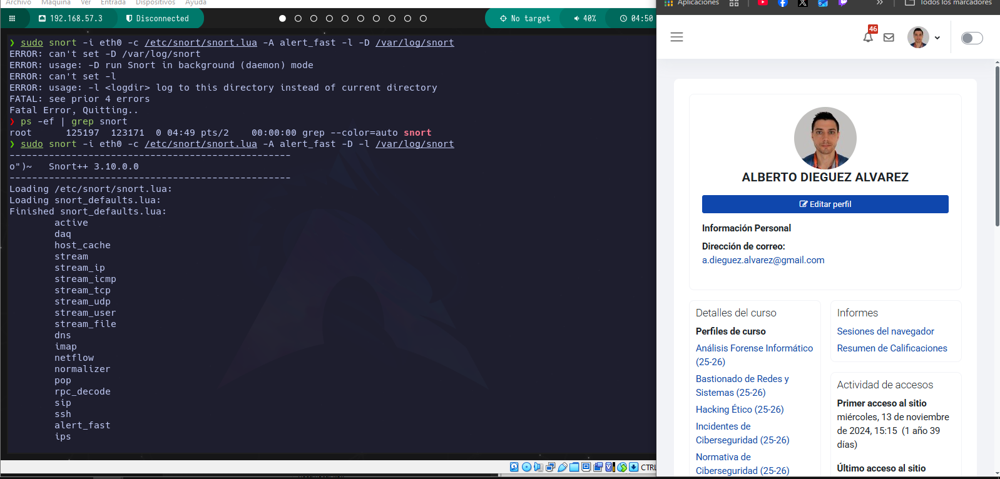 Archivo Máquina Ver Entrada Dispositivos Ayuda
192.168.57.3 Disconnected No target 40% 04:50
❯ sudo snort -i eth0 -c /etc/snort/snort.lua -A alert_fast -l -D /var/log/snort
ERROR: can't set -D /var/log/snort
ERROR: usage: -D run Snort in background (daemon) mode
ERROR: can't set -l
ERROR: usage: -l <logdir> log to this directory instead of current directory
FATAL: see prior 4 errors
Fatal Error, Quitting..
❯ ps -ef | grep snort
root      125197  123171  0 04:49 pts/2    00:00:00 grep --color=auto snort
❯ sudo snort -i eth0 -c /etc/snort/snort.lua -A alert_fast -D -l /var/log/snort
--------------------------------------------------
o")~   Snort++ 3.10.0.0
--------------------------------------------------
Loading /etc/snort/snort.lua:
Loading snort_defaults.lua:
Finished snort_defaults.lua:
active
daq
host_cache
stream
stream_ip
stream_icmp
stream_tcp
stream_udp
stream_user
stream_file
dns
imap
netflow
normalizer
pop
rpc_decode
sip
ssh
alert_fast
ips
CTRL
Aplicaciones » Todos los marcadores
46
ALBERTO DIEGUEZ ALVAREZ
Editar perfil
Información Personal
Dirección de correo:
a.dieguez.alvarez@gmail.com
Detalles del curso
Perfiles de curso
Análisis Forense Informático
(25-26)
Bastionado de Redes y
Sistemas (25-26)
Hacking Ético (25-26)
Incidentes de
Ciberseguridad (25-26)
Normativa de
Ciberseguridad (25-26)
Informes
Sesiones del navegador
Resumen de Calificaciones
Actividad de accesos
Primer acceso al sitio
miércoles, 13 de noviembre
de 2024, 15:15 (1 año 39
días)
Último acceso al sitio